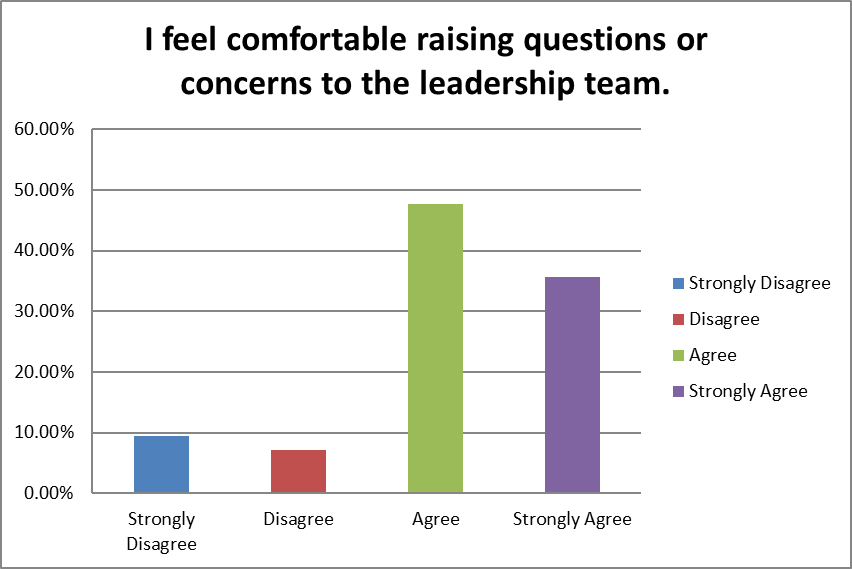 I feel comfortable raising questions or
concerns to the leadership team.
60.00%
50.00%
40.00%
30.00%
20.00%
10.00%
0.00%
Strongly
Disagree
Disagree
Agree
Strongly Agree
Strongly Disagree
Disagree
Agree
Strongly Agree